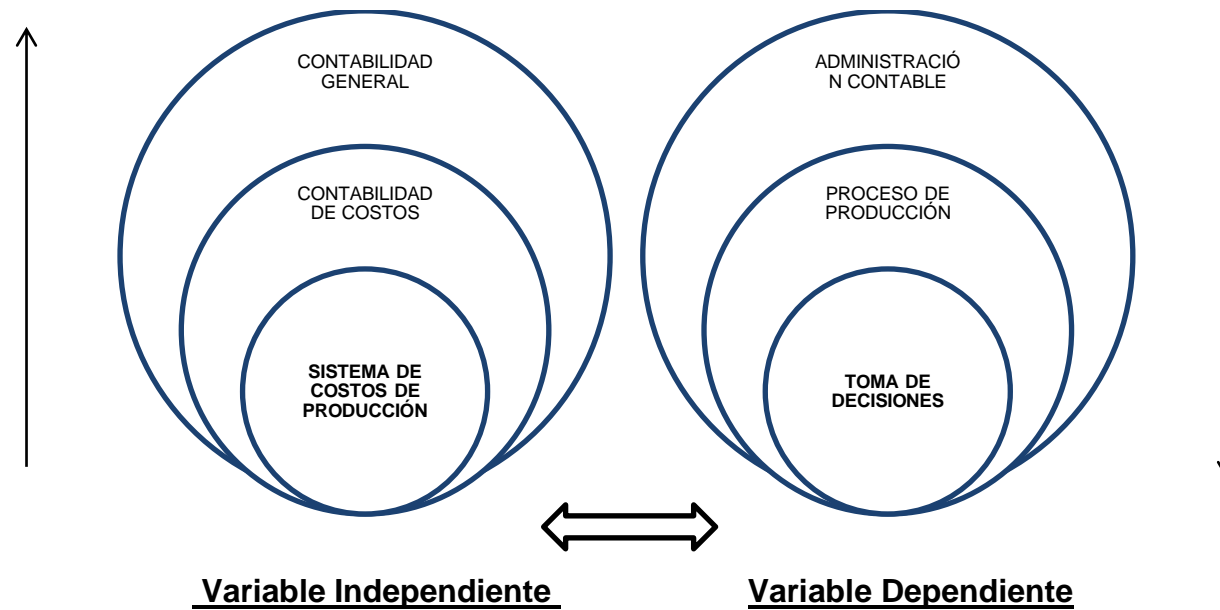 CONTABILIDAD
GENERAL
CONTABILIDAD
DE COSTOS
SISTEMA DE
COSTOS DE
PRODUCCIÓN
ADMINISTRACIÓ
N CONTABLE
PROCESO DE
PRODUCCIÓN
TOMA DE
DECISIONES
Variable Independiente
Variable Dependiente